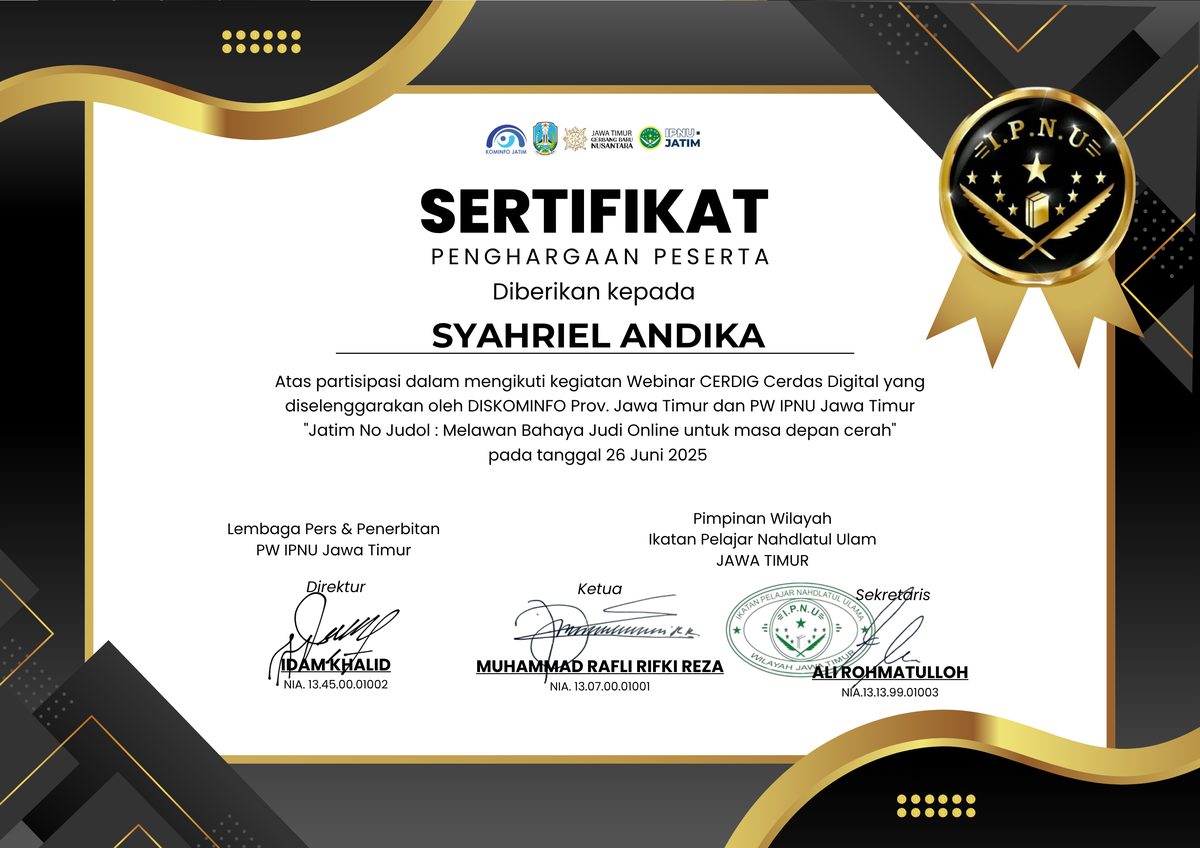 KOMINFO JATIM
JAWA TIMUR
GERBANG BARU
NUSANTARA
IPNU
JATIM
I.P.N.U
SERTIFIKAT
PENGHARGAAN PESERTA
Diberikan kepada
SYAHRIEL ANDIKA
Atas partisipasi dalam mengikuti kegiatan Webinar CERDIG Cerdas Digital yang
diselenggarakan oleh DISKOMINFO Prov. Jawa Timur dan PW IPNU Jawa Timur
"Jatim No Judol : Melawan Bahaya Judi Online untuk masa depan cerah"
pada tanggal 26 Juni 2025
Lembaga Pers & Penerbitan
PW IPNU Jawa Timur
Direktur
IDAM KHALID
NIA. 13.45.00.01002
Pimpinan Wilayah
Ikatan Pelajar Nahdlatul Ulam
JAWA TIMUR
Ketua
MUHAMMAD RAFLI RIFKI REZA
NIA. 13.07.00.01001
IKATAN PELAJAR NAHDLATUL ULAMA
I.P.N.U
WILAYAH JAWA TIMUR
Sekretaris
ALI ROHMATULLOH
NIA.13.13.99.01003